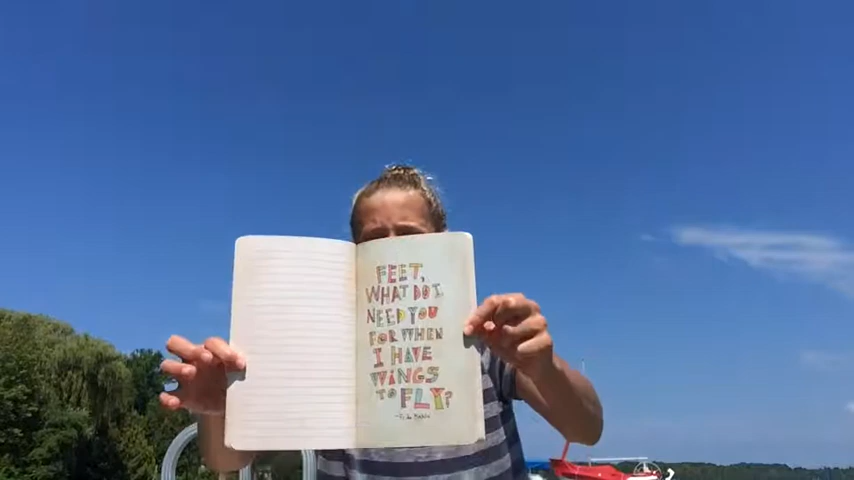 FEET,
WHAT DO I
NEED YOU
FOR WHEN
I HAVE
WINGS
TO FLY?